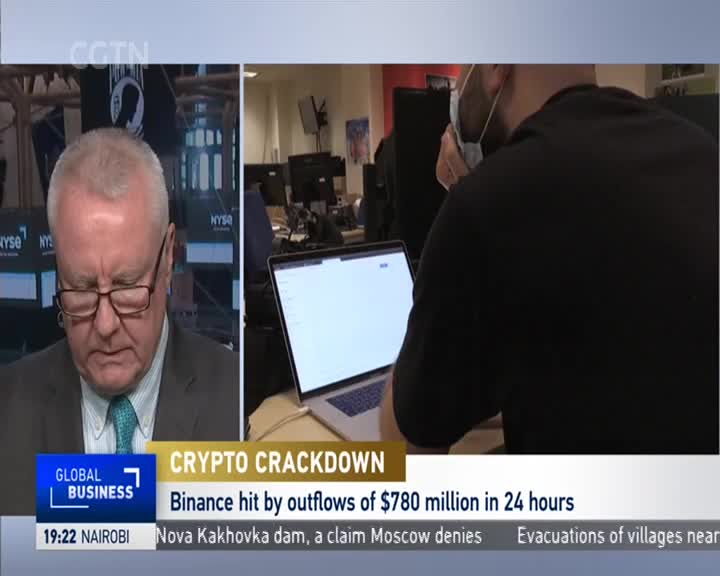 CGTN
NYSE
NYSE
CRYPTO CRACKDOWN
GLOBAL
BUSINESS
Binance hit by outflows of $780 million in 24 hours
19:22 NAIROBI
Nova Kakhovka dam, a claim Moscow denies Evacuations of villages near